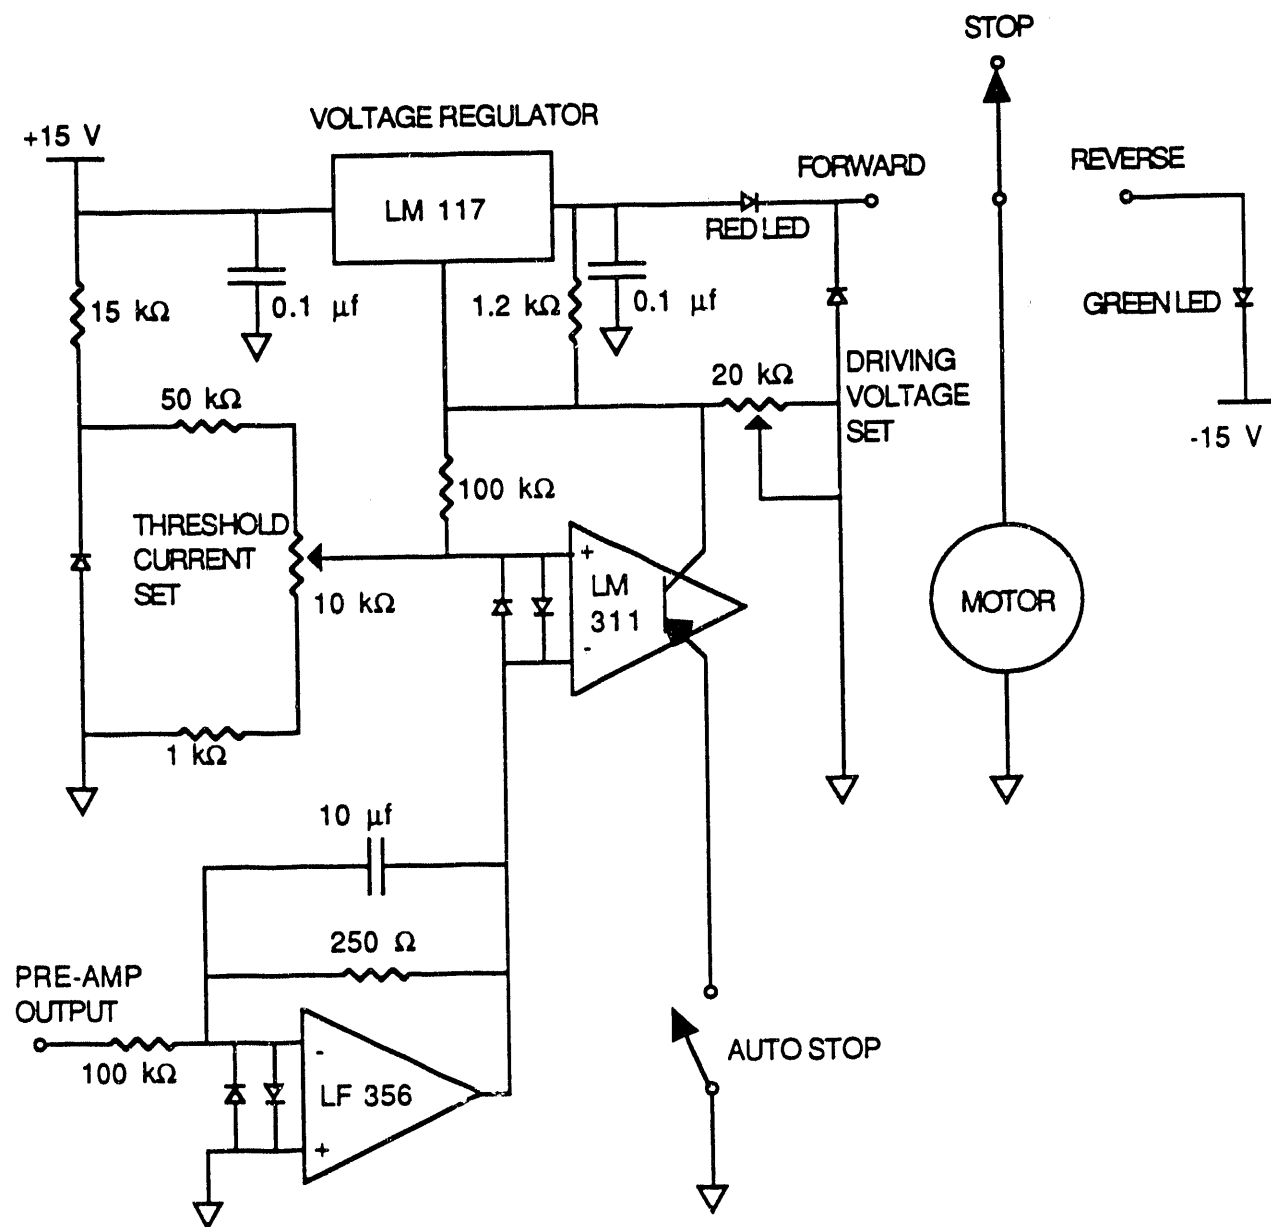 STOP
VOLTAGE REGULATOR
+15 V
FORWARD
REVERSE
LM 117
RED LED
15 kΩ
0.1 µf
1.2 kΩ
0.1 µf
GREEN LED
50 kΩ
20 kΩ
DRIVING
VOLTAGE
SET
-15 V
100 kΩ
THRESHOLD
CURRENT
SET
10 kΩ
+
LM
311
-
MOTOR
1 kΩ
10 µf
250 Ω
PRE-AMP
OUTPUT
100 kΩ
-
LF 356
+
AUTO STOP